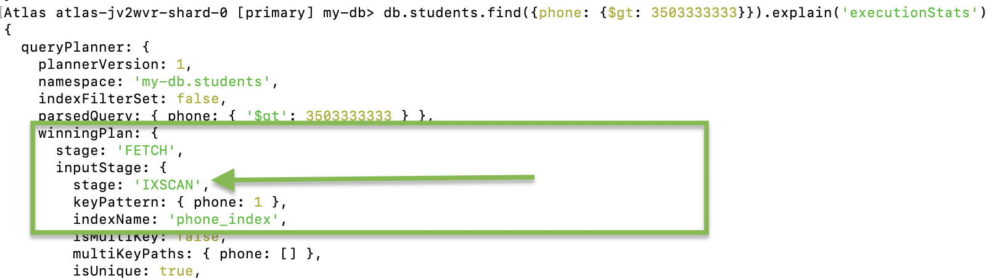 Atlas atlas-jv2wvr-shard-0 [primary] my-db> db.students.find({phone: {$gt: 3503333333}}).explain('executionStats')
{
  queryPlanner: {
    plannerVersion: 1,
    namespace: 'my-db.students',
    indexFilterSet: false,
    parsedQuery: { phone: { '$gt': 3503333333 } },
    winningPlan: {
      stage: 'FETCH',
      inputStage: {
        stage: 'IXSCAN',
        keyPattern: { phone: 1 },
        indexName: 'phone_index',
        isMultiKey: false,
        multiKeyPaths: { phone: [] },
        isUnique: true,